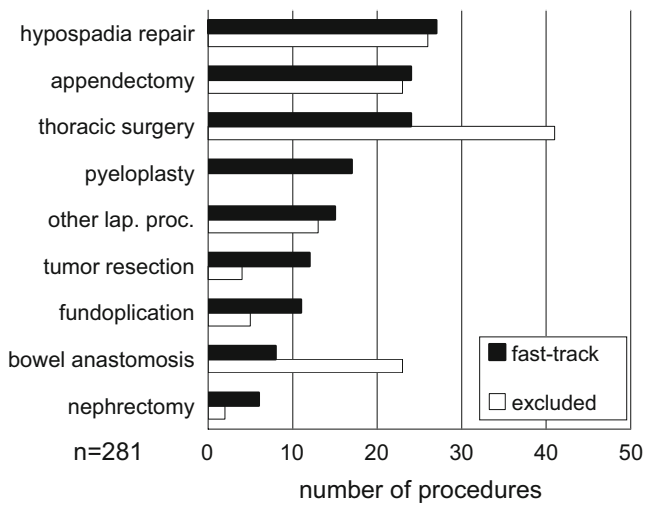 hypospadia repair
appendectomy
thoracic surgery
pyeloplasty
other lap. proc.
tumor resection
fundoplication
bowel anastomosis
nephrectomy
fast-track
excluded
n=281
0 10 20 30 40 50
number of procedures